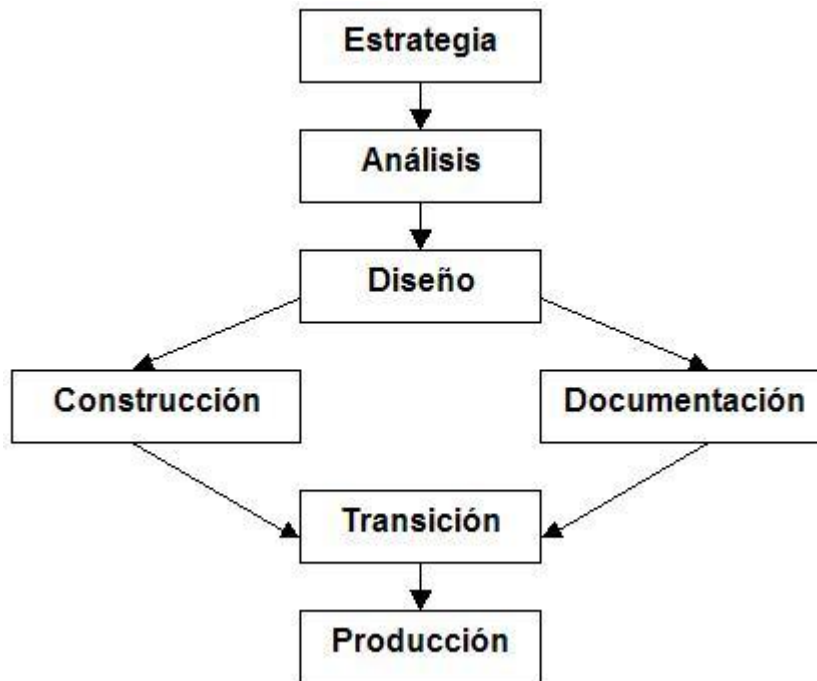 Estrategia
Análisis
Diseño
Construcción
Documentación
Transición
Producción